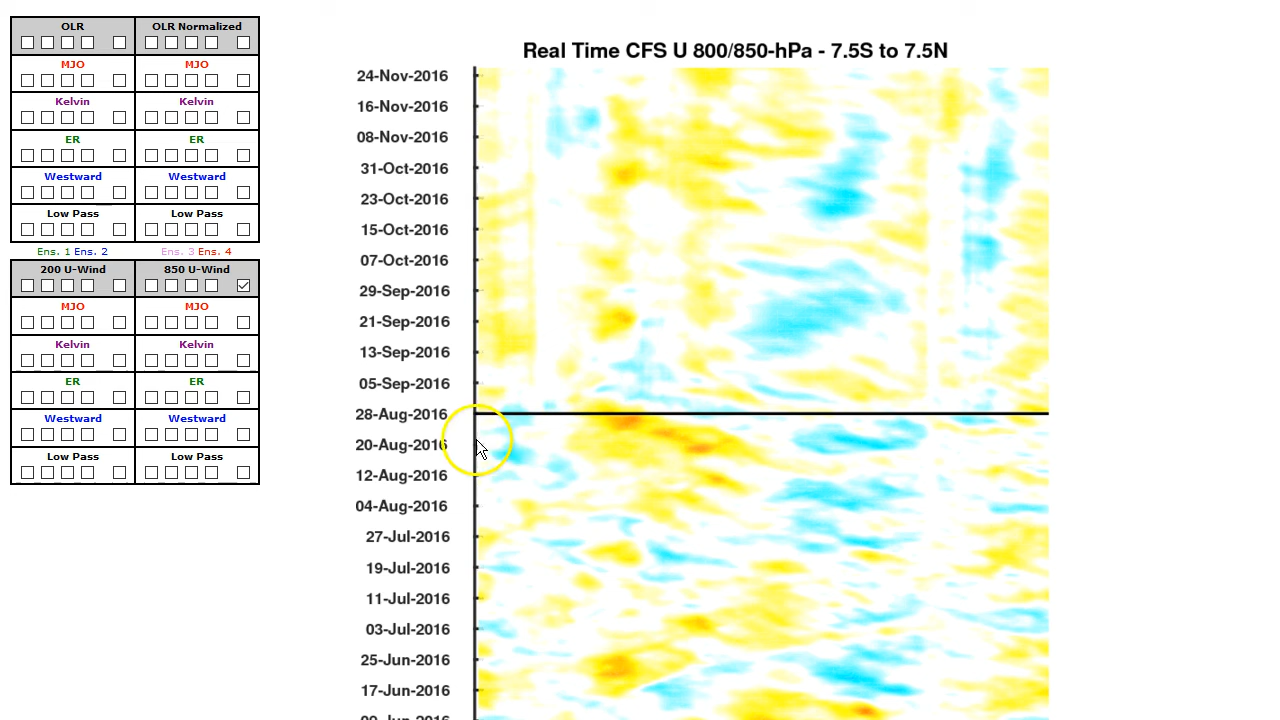 OLR OLR Normalized
MJO MJO
Kelvin Kelvin
ER ER
Westward Westward
Low Pass Low Pass
Ens. 1 Ens. 2 Ens. 3 Ens. 4
200 U-Wind 850 U-Wind
MJO MJO
Kelvin Kelvin
ER ER
Westward Westward
Low Pass Low Pass
Real Time CFS U 800/850-hPa - 7.5S to 7.5N
24-Nov-2016
16-Nov-2016
08-Nov-2016
31-Oct-2016
23-Oct-2016
15-Oct-2016
07-Oct-2016
29-Sep-2016
21-Sep-2016
13-Sep-2016
05-Sep-2016
28-Aug-2016
20-Aug-2016
12-Aug-2016
04-Aug-2016
27-Jul-2016
19-Jul-2016
11-Jul-2016
03-Jul-2016
25-Jun-2016
17-Jun-2016